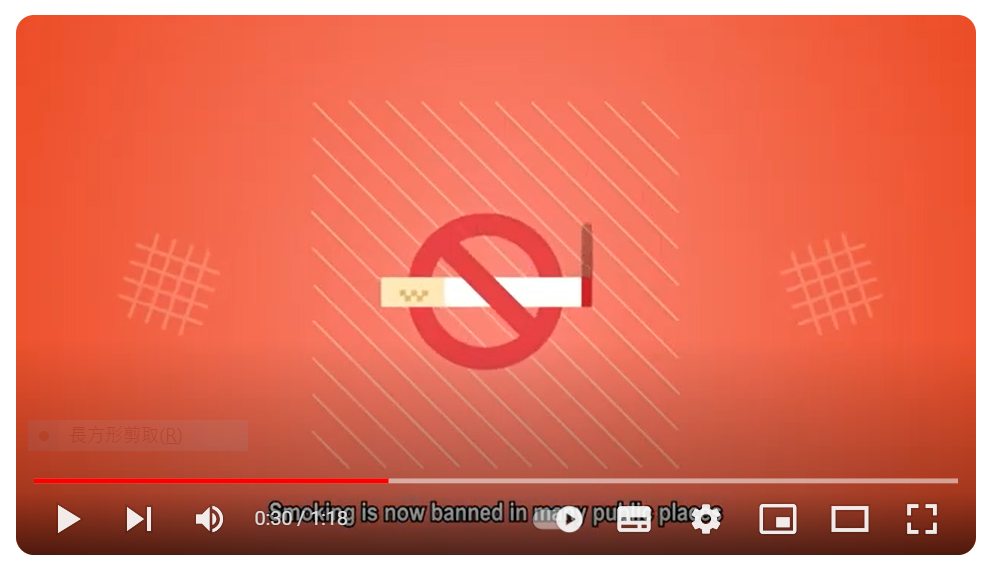 長方形剪取(R)
0:30 / 1:18
Smoking is now banned in many public places